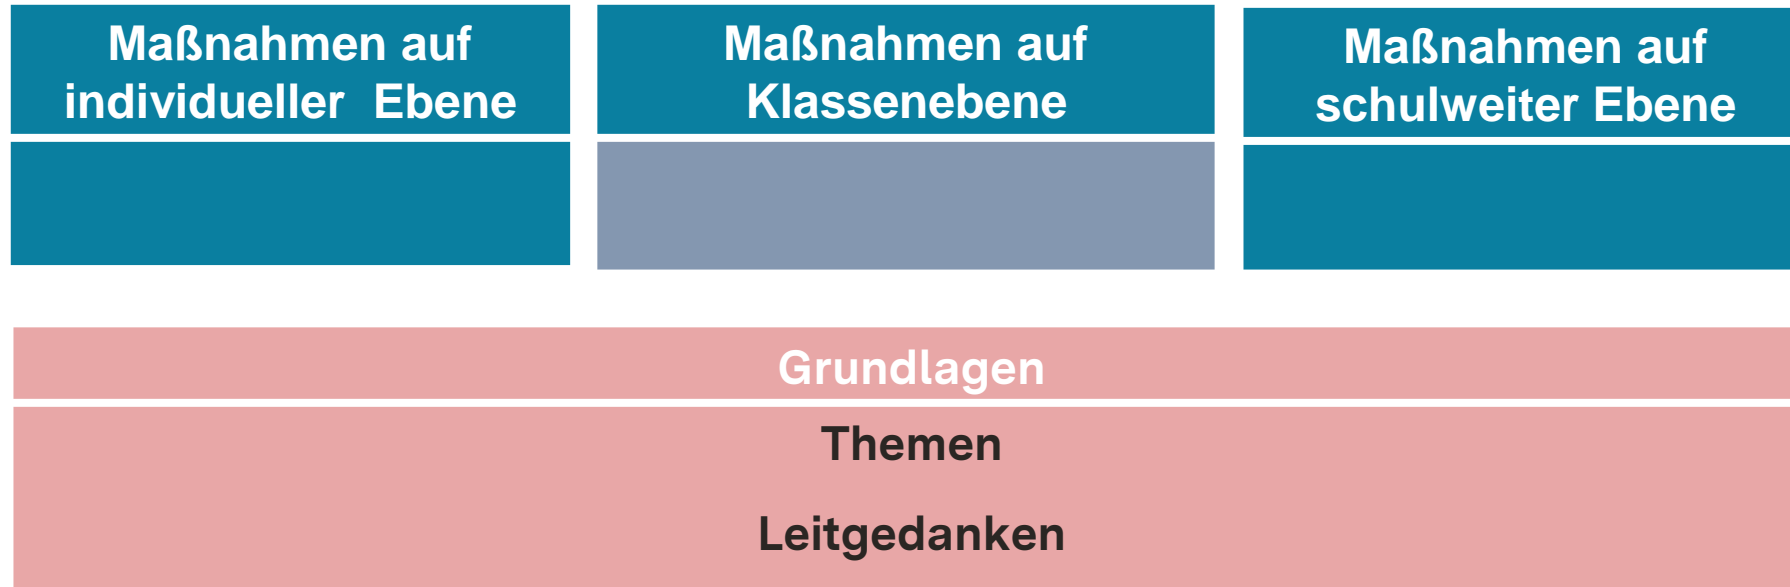 Maßnahmen auf
individueller Ebene
Maßnahmen auf
Klassenebene
Maßnahmen auf
schulweiter Ebene
Grundlagen
Themen
Leitgedanken